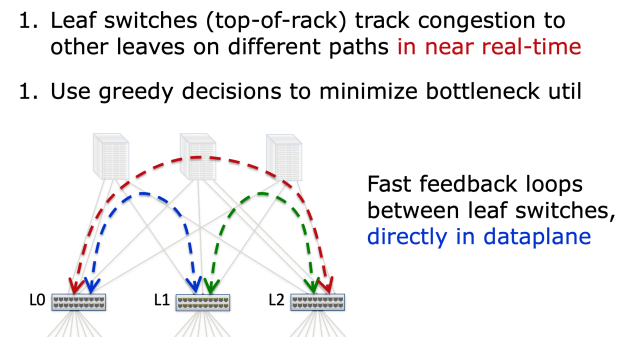 1. Leaf switches (top-of-rack) track congestion to
other leaves on different paths in near real-time
1. Use greedy decisions to minimize bottleneck util
Fast feedback loops
between leaf switches,
directly in dataplane
L0 L1 L2